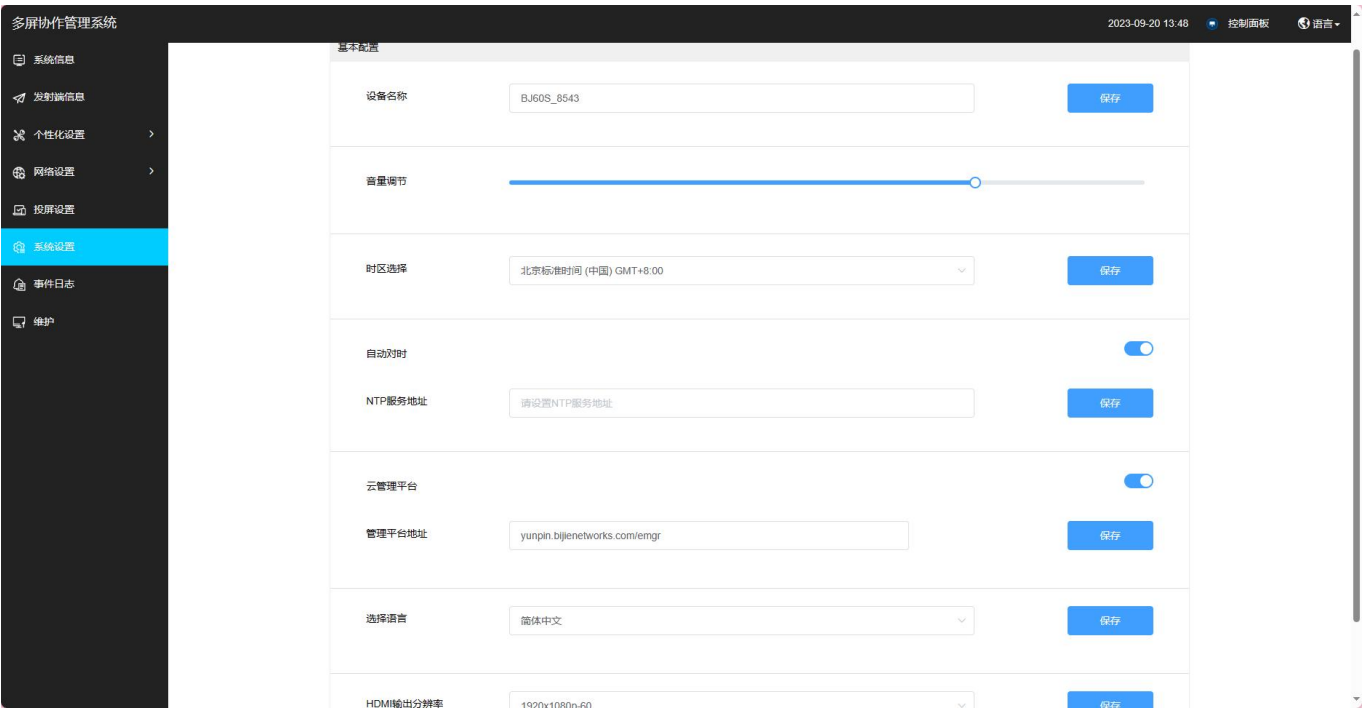 多屏协作管理系统
2023-09-20 13:48 控制面板 语言
系统信息
发射端信息
个性化设置
网络设置
投屏设置
系统设置
事件日志
维护
基本配置
设备名称 BJ60S_8543 保存
音量调节
时区选择 北京标准时间 (中国) GMT+8:00 保存
自动对时
NTP服务地址 请设置NTP服务地址 保存
云管理平台
管理平台地址 yunpin.bijienetworks.com/emgr 保存
选择语言 简体中文 保存
HDMI输出分辨率 1920x1080p-60 保存